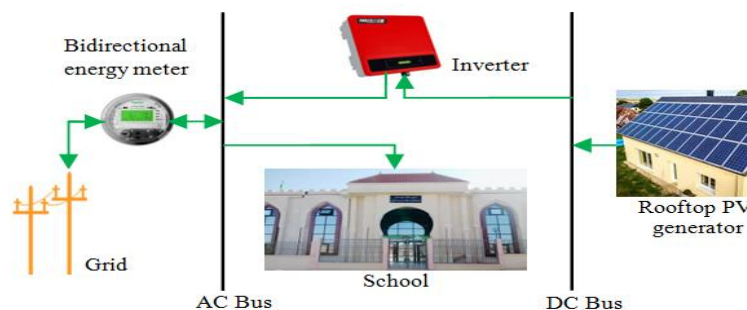 Bidirectional
energy meter
Inverter
Rooftop PV
generator
Grid
School
AC Bus
DC Bus